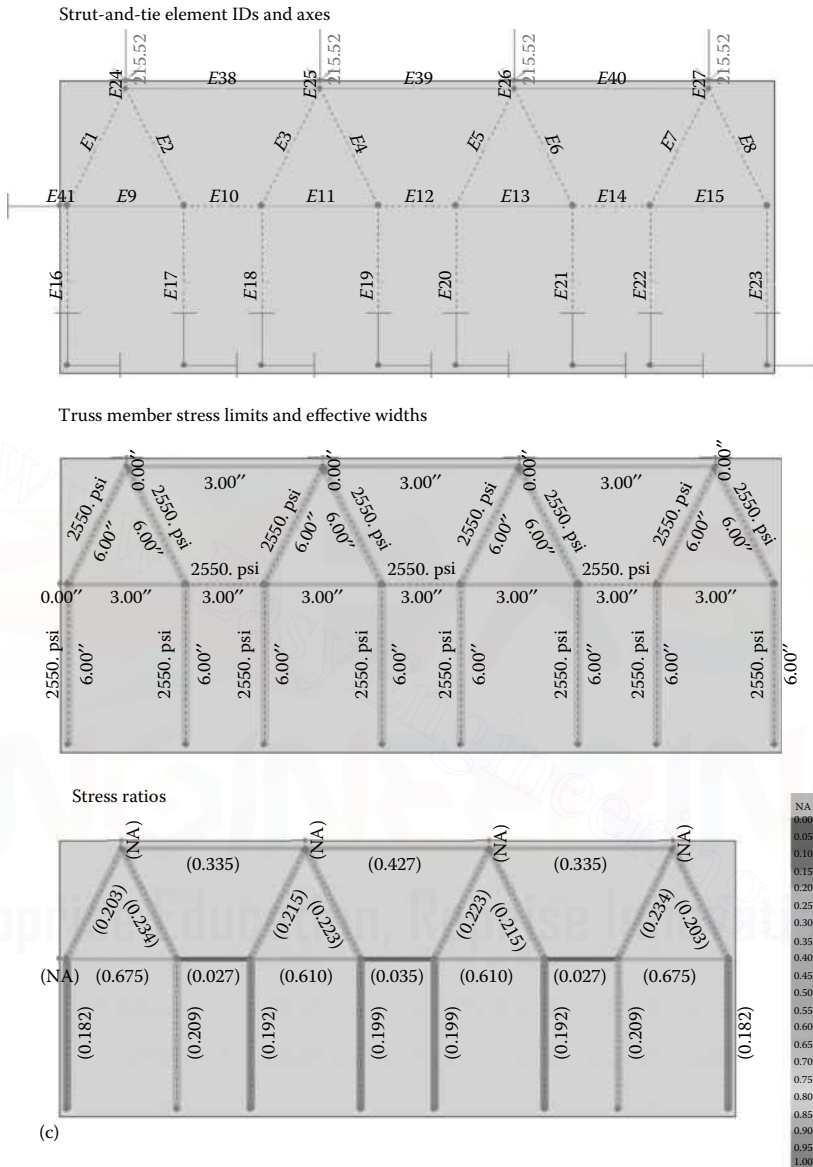 Strut-and-tie element IDs and axes
215.52 215.52 215.52 215.52
E24 E38 E25 E39 E26 E40 E27
E1 E2 E3 E4 E5 E6 E7 E8
E41 E9 E10 E11 E12 E13 E14 E15
E16 E17 E18 E19 E20 E21 E22 E23
Truss member stress limits and effective widths
0.00″ 0.00″ 0.00″ 0.00″
3.00″ 3.00″ 3.00″
2550. psi 2550. psi 2550. psi 2550. psi 2550. psi 2550. psi 2550. psi 2550. psi
6.00″ 6.00″ 6.00″ 6.00″ 6.00″ 6.00″ 6.00″ 6.00″
2550. psi 2550. psi 2550. psi
0.00″ 3.00″ 3.00″ 3.00″ 3.00″ 3.00″ 3.00″ 3.00″
2550. psi 6.00″ 2550. psi 6.00″ 2550. psi 6.00″ 2550. psi 6.00″ 2550. psi 6.00″ 2550. psi 6.00″ 2550. psi 6.00″ 2550. psi 6.00″
Stress ratios
(NA) (NA) (NA) (NA)
(0.335) (0.427) (0.335)
(0.203) (0.234) (0.215) (0.223) (0.223) (0.215) (0.234) (0.203)
(NA) (0.675) (0.027) (0.610) (0.035) (0.610) (0.027) (0.675)
(0.182) (0.209) (0.192) (0.199) (0.199) (0.192) (0.209) (0.182)
NA
0.00
0.05
0.10
0.15
0.20
0.25
0.30
0.35
0.40
0.45
0.50
0.55
0.60
0.65
0.70
0.75
0.80
0.85
0.90
0.95
1.00
(c)